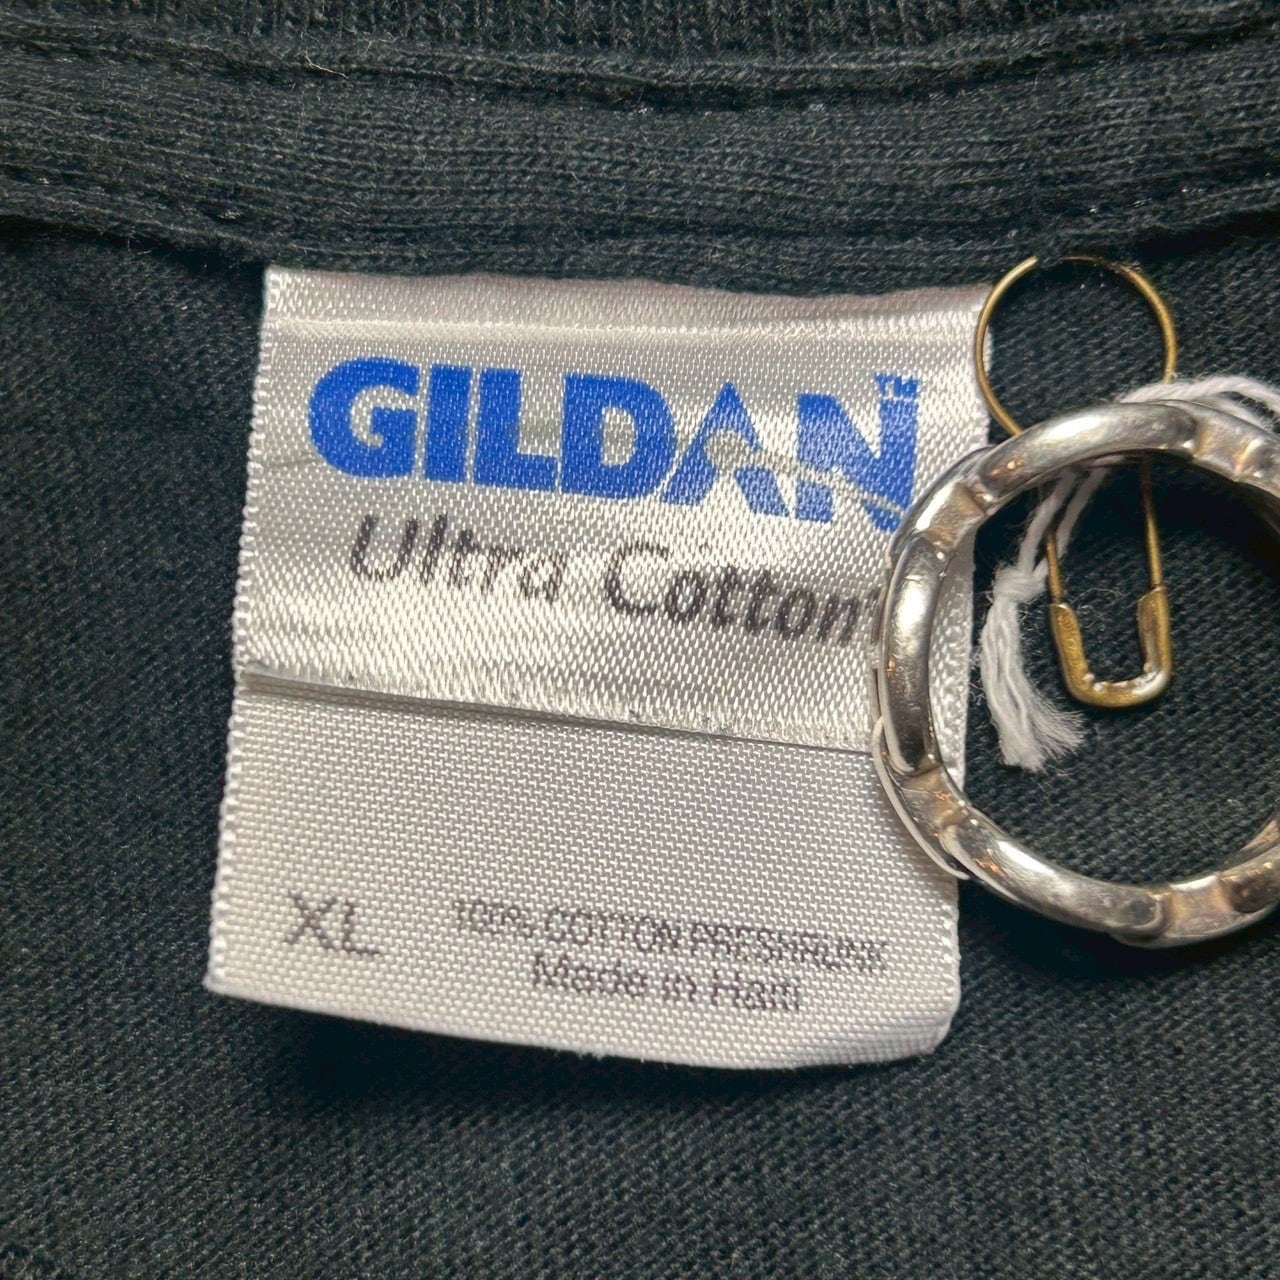 GILDAN™
Ultra Cotton
XL
100% COTTON PRESHRUNK
Made in Haiti